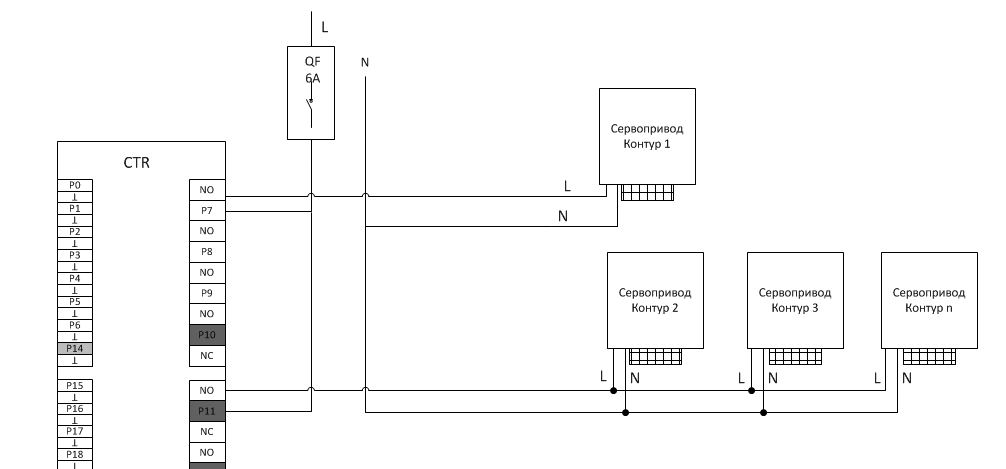 L
QF
6A
N
Сервопривод
Контур 1
CTR
P0
⊥
P1
⊥
P2
⊥
P3
⊥
P4
⊥
P5
⊥
P6
⊥
P14
⊥
P15
⊥
P16
⊥
P17
⊥
P18
⊥
NO
P7
NO
P8
NO
P9
NO
P10
NC
NO
P11
NC
NO
L
N
Сервопривод
Контур 2
Сервопривод
Контур 3
Сервопривод
Контур n
L
N
L
N
L
N